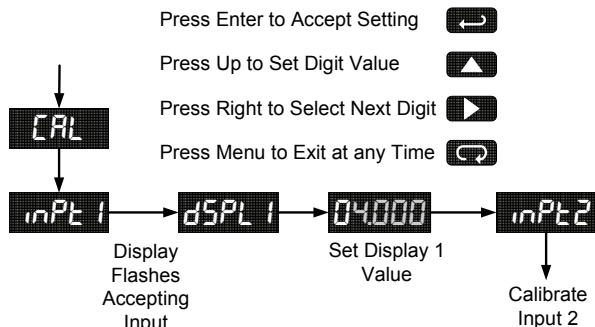 Press Enter to Accept Setting
Press Up to Set Digit Value
Press Right to Select Next Digit
Press Menu to Exit at any Time
CAL
inPt 1
dSPL 1
04.000
inPt2
Display
Flashes
Accepting
Input
Set Display 1
Value
Calibrate
Input 2